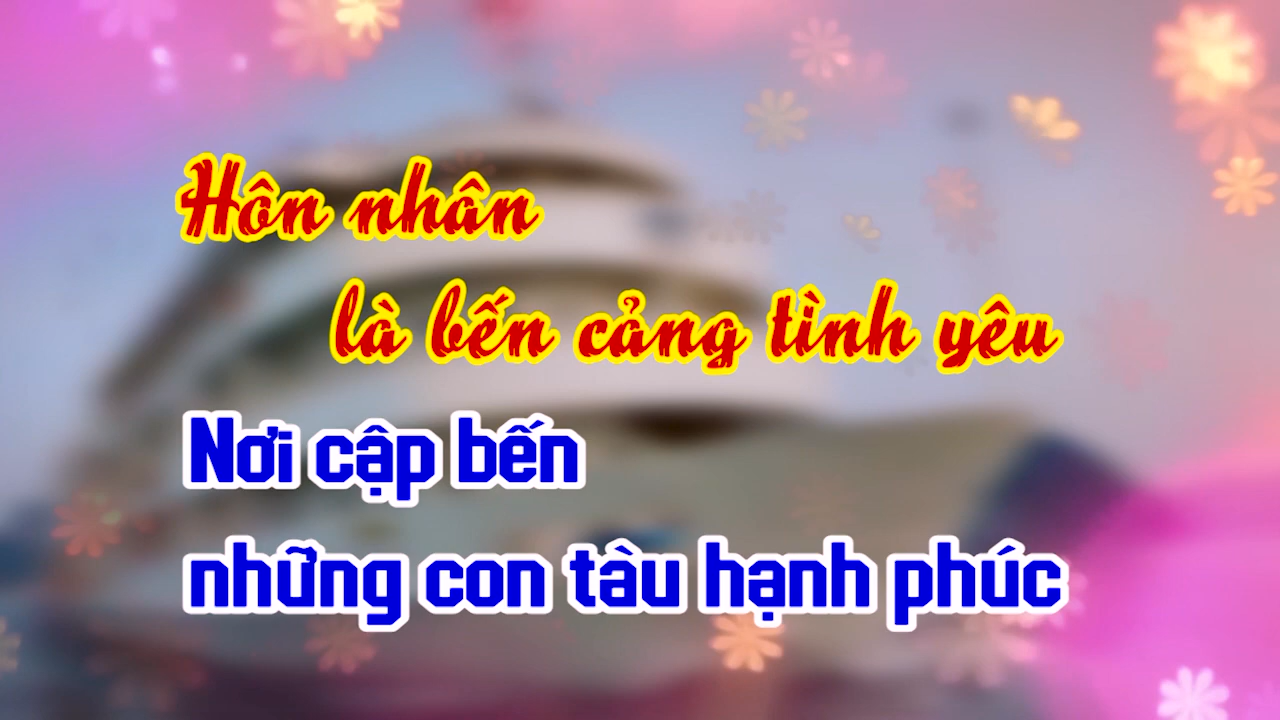 Hôn nhân
là bến cảng tình yêu
Nơi cập bến
những con tàu hạnh phúc